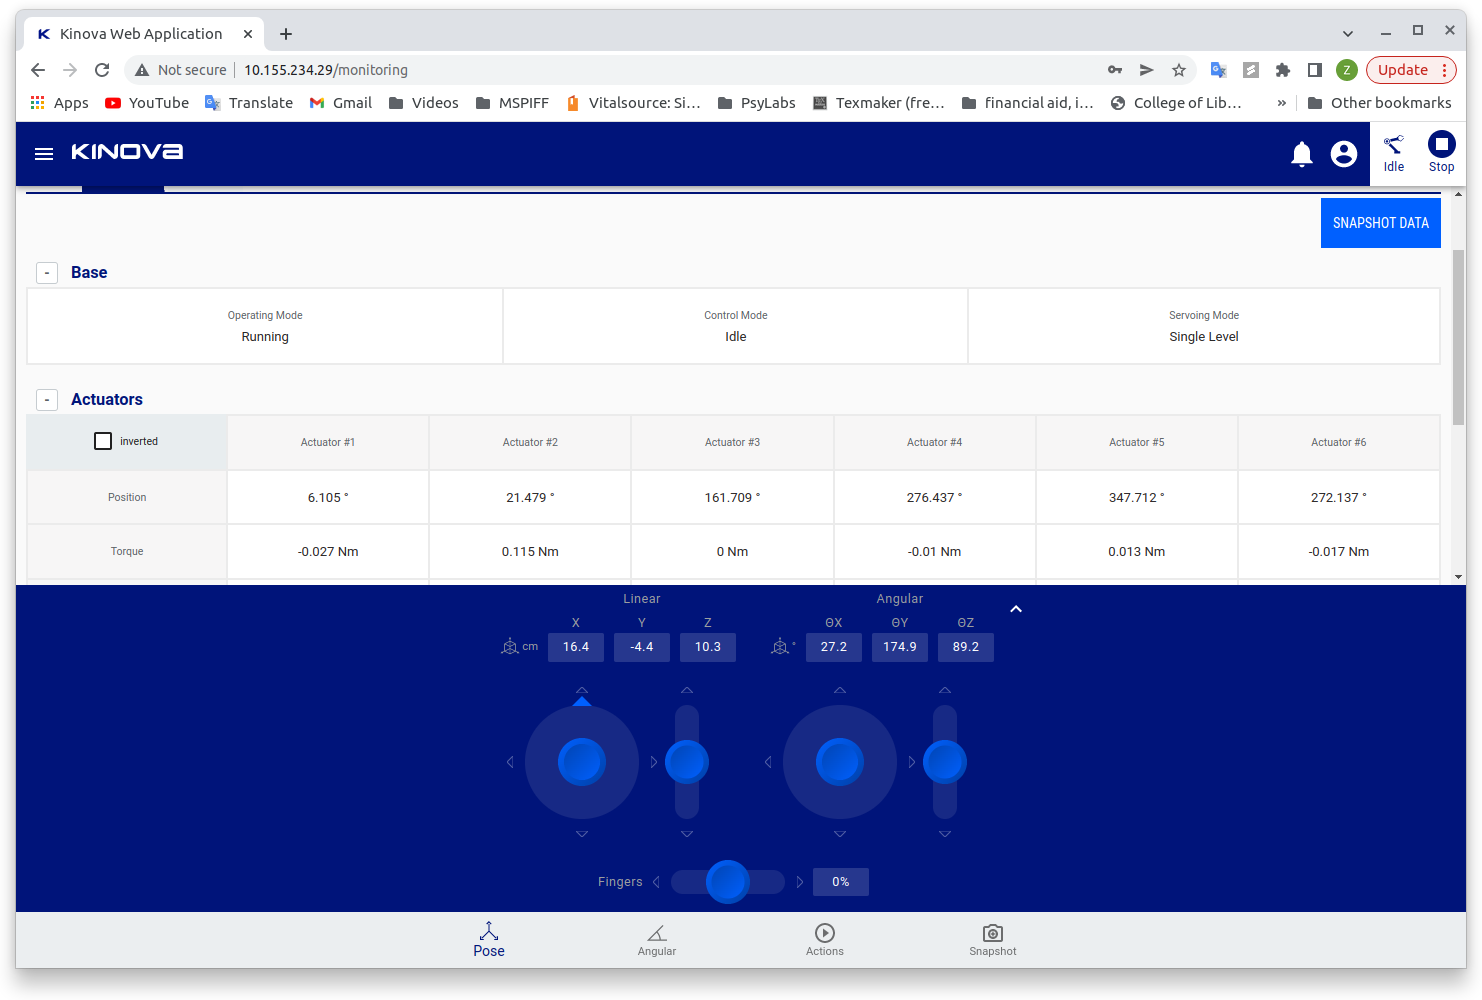 Kinova Web Application
Not secure 10.155.234.29/monitoring Z Update
Apps YouTube Translate Gmail Videos MSPIFF Vitalsource: Si... PsyLabs Texmaker (fre... financial aid, i... College of Lib... » Other bookmarks
KINOVA Idle Stop
SNAPSHOT DATA
- Base
Operating Mode Control Mode Servoing Mode
Running Idle Single Level
- Actuators
inverted Actuator #1 Actuator #2 Actuator #3 Actuator #4 Actuator #5 Actuator #6
Position 6.105 ° 21.479 ° 161.709 ° 276.437 ° 347.712 ° 272.137 °
Torque -0.027 Nm 0.115 Nm 0 Nm -0.01 Nm 0.013 Nm -0.017 Nm
Linear Angular
X Y Z ΘX ΘY ΘZ
cm 16.4 -4.4 10.3 ° 27.2 174.9 89.2
Fingers 0%
Pose Angular Actions Snapshot